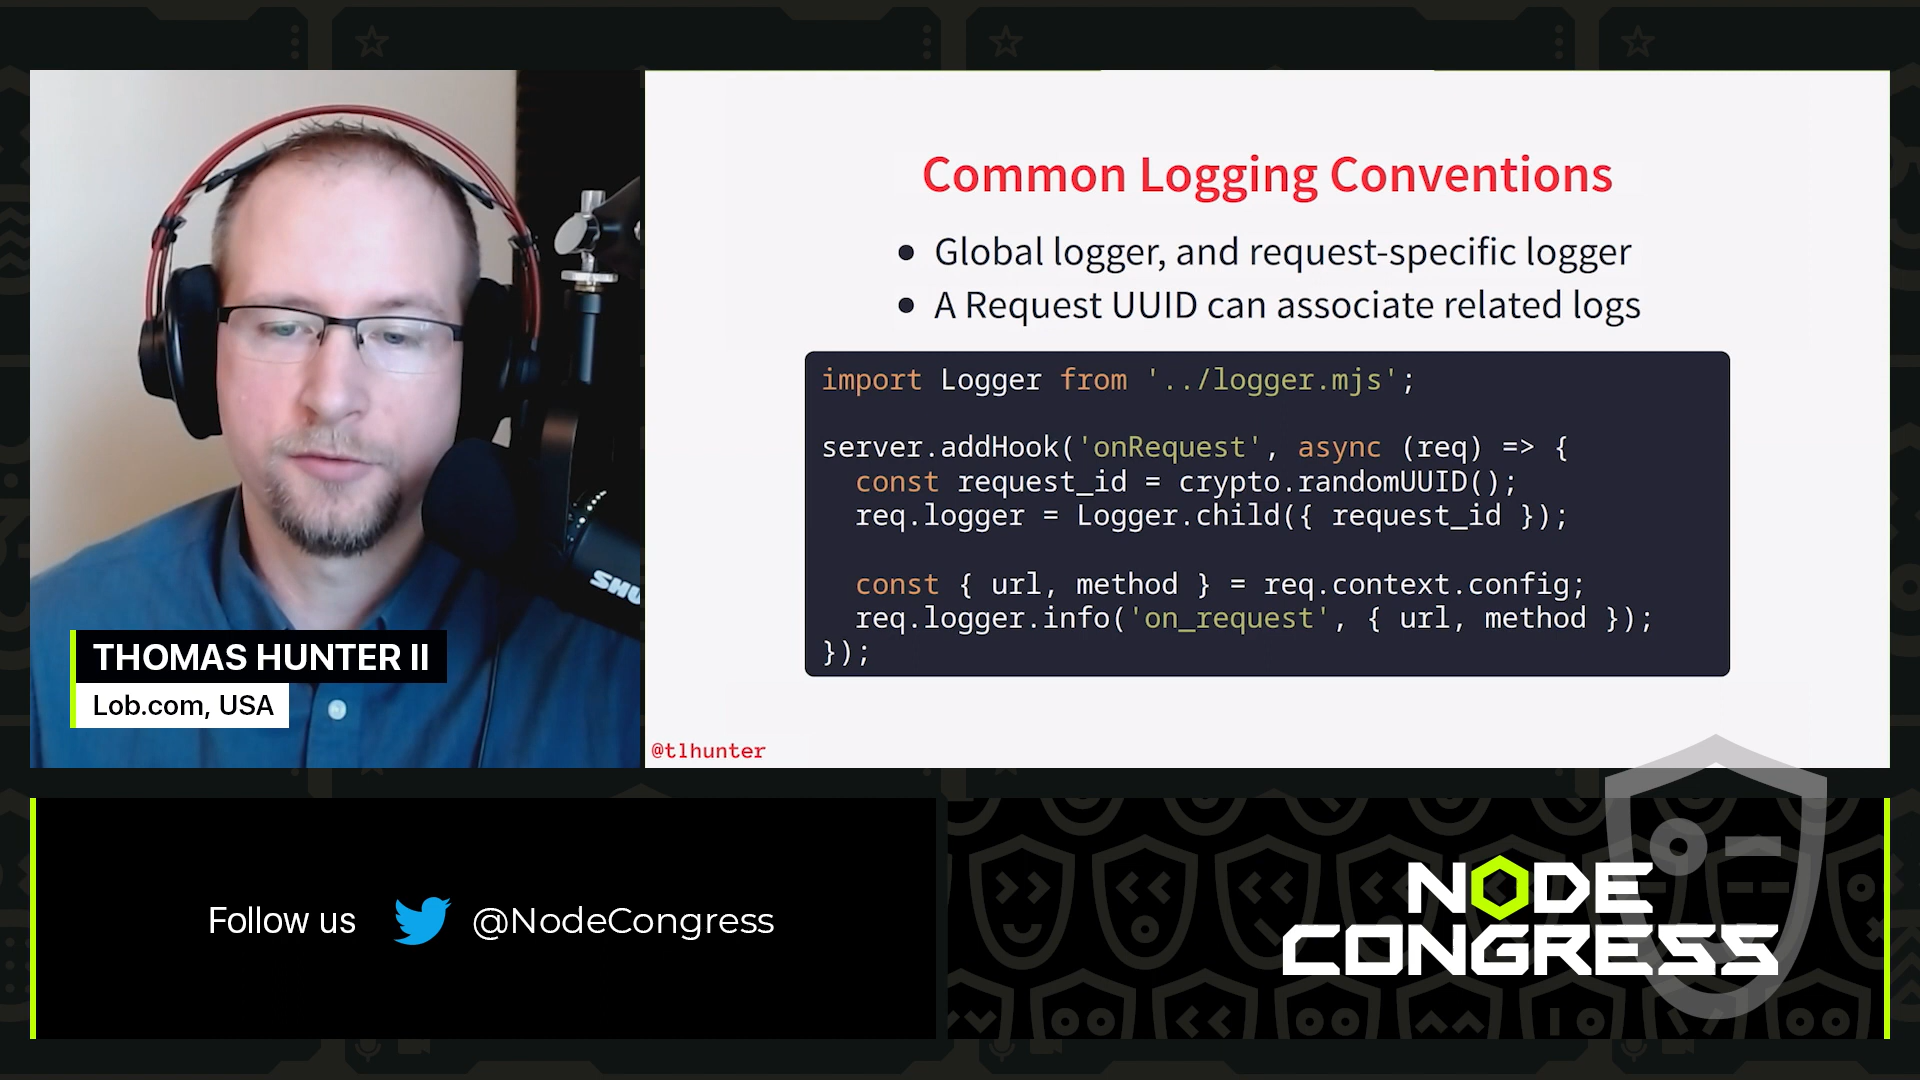 Common Logging Conventions
• Global logger, and request-specific logger
• A Request UUID can associate related logs
import Logger from '../logger.mjs';
server.addHook('onRequest', async (req) => {
  const request_id = crypto.randomUUID();
  req.logger = Logger.child({ request_id });
  const { url, method } = req.context.config;
  req.logger.info('on_request', { url, method });
});
@tlhunter
SHU
THOMAS HUNTER II
Lob.com, USA
Follow us @NodeCongress
NODE
CONGRESS